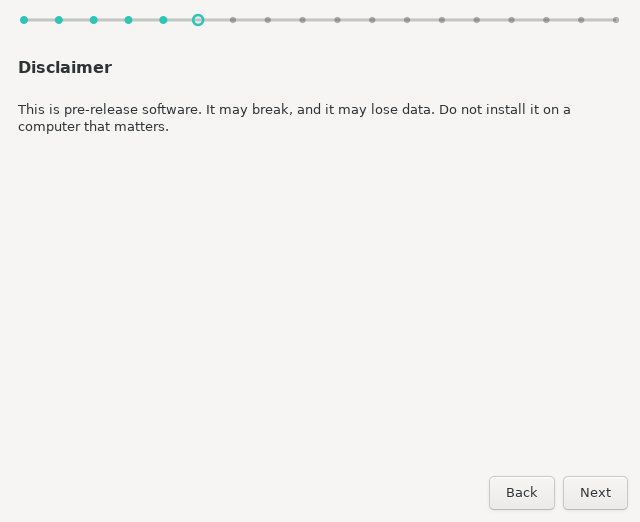 Disclaimer
This is pre-release software. It may break, and it may lose data. Do not install it on a
computer that matters.
Back
Next